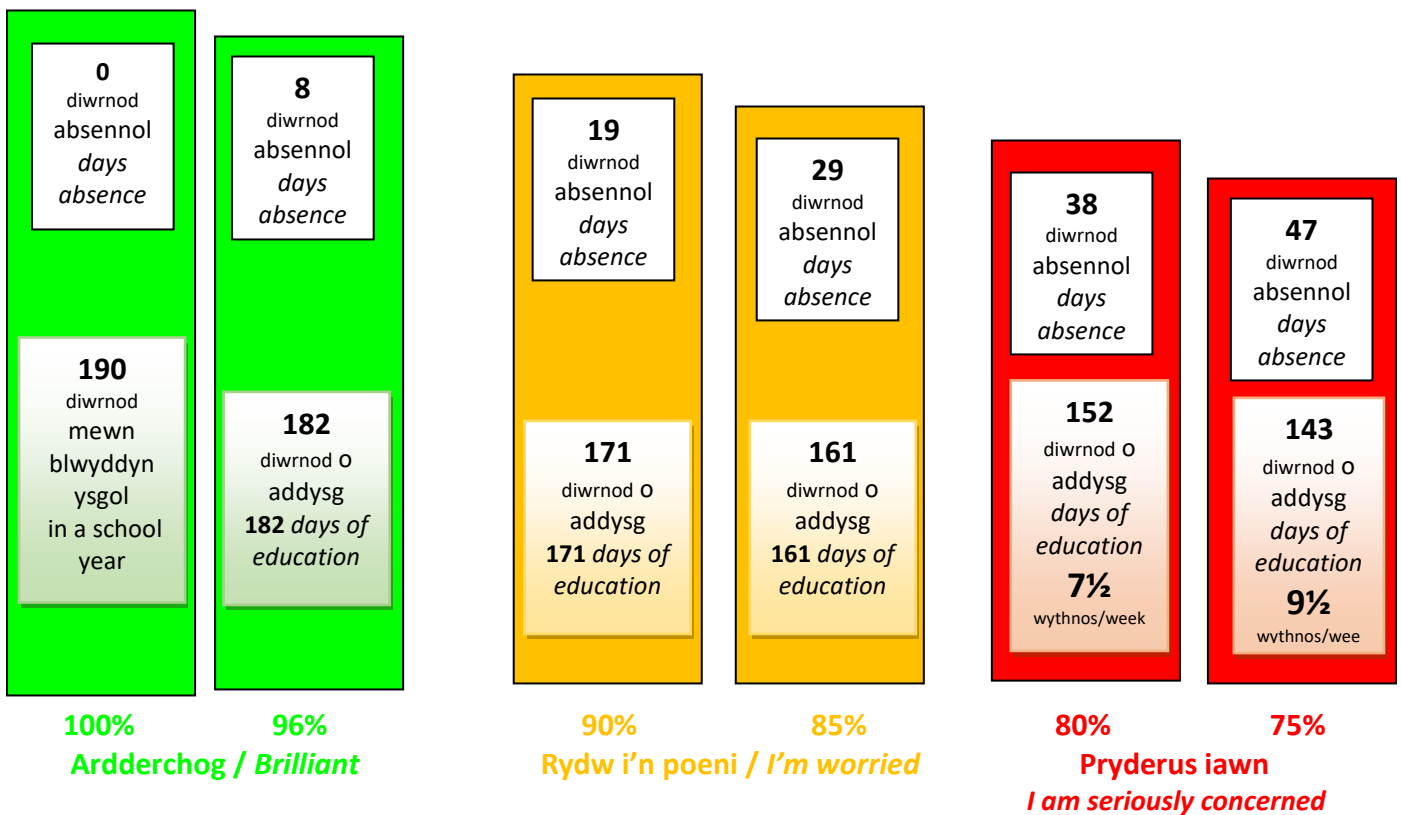 0
diwrnod
absennol
days
absence
190
diwrnod
mewn
blwyddyn
ysgol
in a school
year
8
diwrnod
absennol
days
absence
182
diwrnod o
addysg
182 days of
education
19
diwrnod
absennol
days
absence
171
diwrnod o
addysg
171 days of
education
29
diwrnod
absennol
days
absence
161
diwrnod o
addysg
161 days of
education
38
diwrnod
absennol
days
absence
152
diwrnod o
addysg
days of
education
7½
wythnos/week
47
diwrnod
absennol
days
absence
143
diwrnod o
addysg
days of
education
9½
wythnos/wee
100% 96%
Ardderchog / Brilliant
90% 85%
Rydw i'n poeni / I'm worried
80% 75%
Pryderus iawn
I am seriously concerned